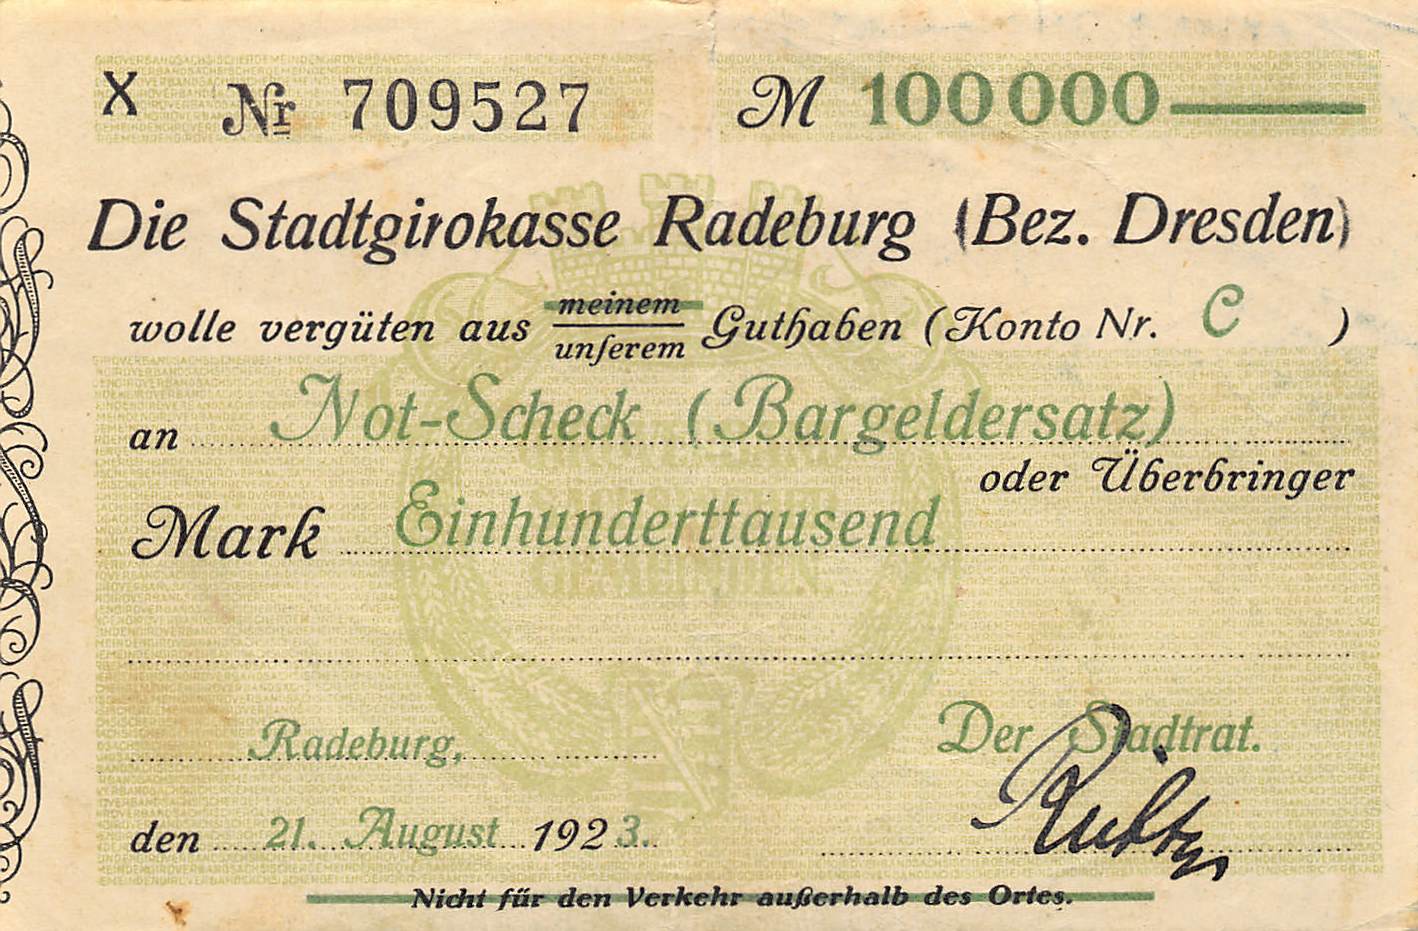 X Nr 709527 M 100000
Die Stadtgirokasse Radeburg (Bez. Dresden)
wolle vergüten aus meinem Guthaben (Konto Nr. C )
unserem
an Not-Scheck (Bargeldersatz)
oder Überbringer
Mark Einhunderttausend
GEMEINDEN
Radeburg, Der Stadtrat.
den 21. August 1923.
Nicht für den Verkehr außerhalb des Ortes.